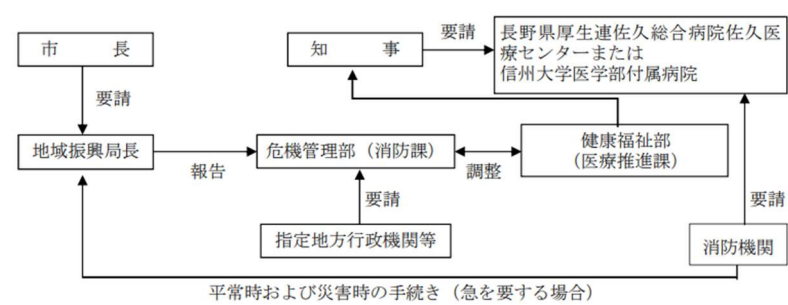 市　　長
知　　事
要請
長野県厚生連佐久総合病院佐久医
療センターまたは
信州大学医学部付属病院
要請
地域振興局長
報告
危機管理部（消防課）
調整
健康福祉部
（医療推進課）
要請
要請
指定地方行政機関等
消防機関
平常時および災害時の手続き（急を要する場合）